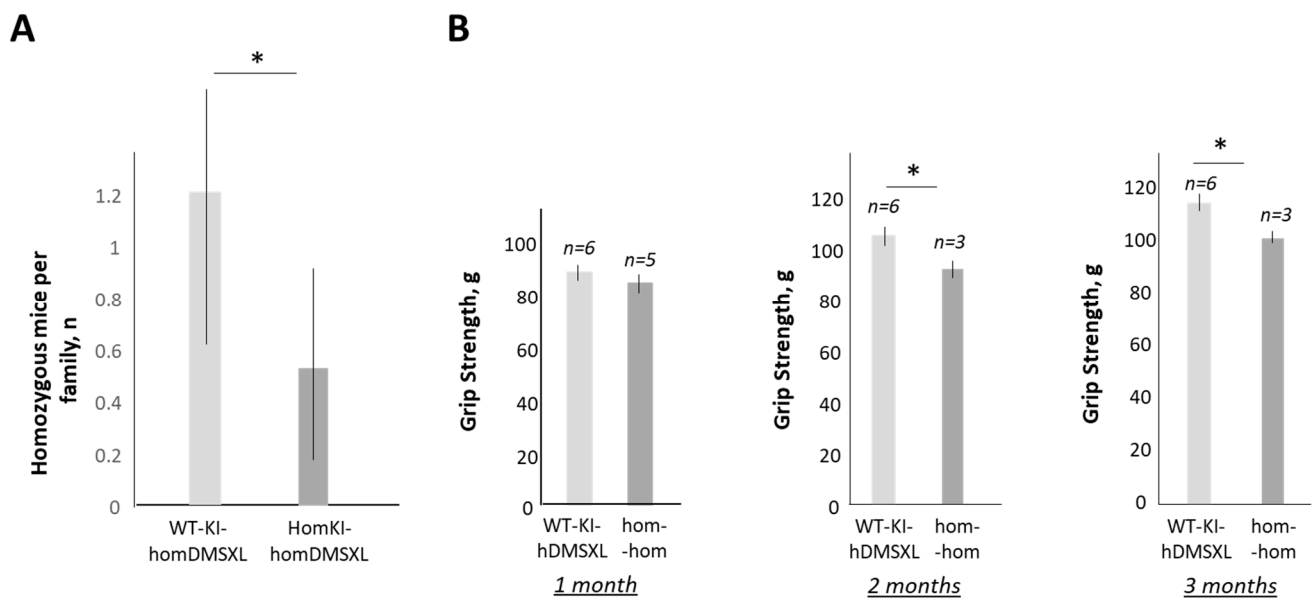 A
*
Homozygous mice per
family, n
1.2
1
0.8
0.6
0.4
0.2
0
WT-KI-
homDMSXL
HomKI-
homDMSXL
B
Grip Strength, g
100
80
60
40
20
0
n=6
n=5
WT-KI-
hDMSXL
hom-
-hom
1 month
Grip Strength, g
120
100
80
60
40
20
0
*
n=6
n=3
WT-KI-
hDMSXL
hom-
-hom
2 months
Grip Strength, g
120
100
80
60
40
20
0
*
n=6
n=3
WT-KI-
hDMSXL
hom-
-hom
3 months